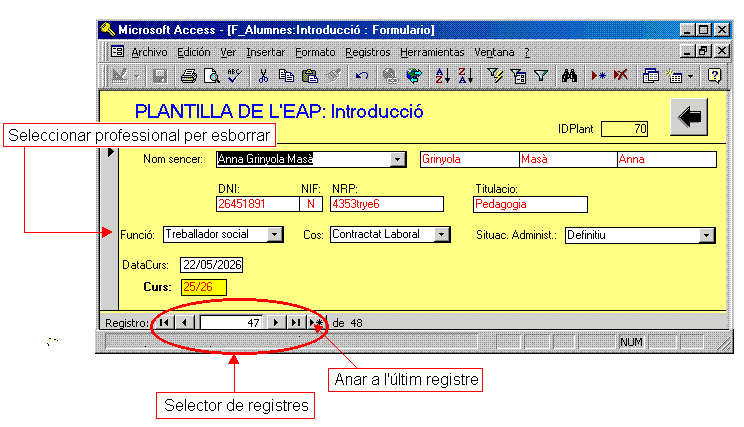 Microsoft Access - [F_Alumnes:Introducció : Formulario]
Archivo Edición Ver Insertar Formato Registros Herramientas Ventana ?
PLANTILLA DE L'EAP: Introducció
IDPlant 70
Seleccionar professional per esborrar
Nom sencer: Anna Grinyola Masà Grinyola Masà Anna
DNI: NIF: NRP: Titulacio:
26451891 N 4353trye6 Pedagogia
Funció: Treballador social Cos: Contractat Laboral Situac. Administ.: Definitiu
DataCurs: 22/05/2026
Curs: 25/26
Registro: 47 de 48
NUM
Anar a l'últim registre
Selector de registres